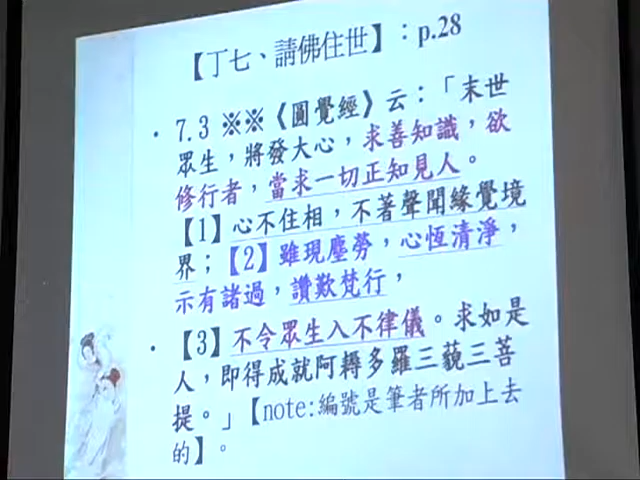 【丁七、請佛住世】：p.28
• 7.3 ※※《圓覺經》云：「末世
眾生，將發大心，求善知識，欲
修行者，當求一切正知見人。
【1】心不住相，不著聲聞緣覺境
界；【2】雖現塵勞，心恆清淨，
示有諸過，讚歎梵行，
• 【3】不令眾生入不律儀。求如是
人，即得成就阿耨多羅三藐三菩
提。」【note:編號是筆者所加上去
的】。